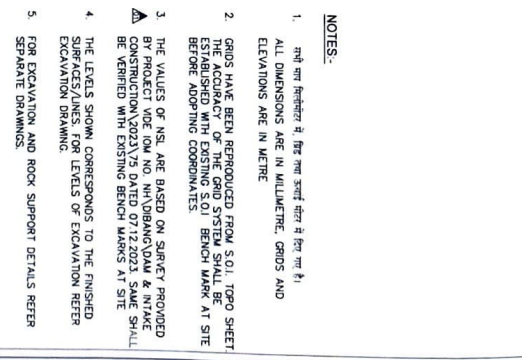 NOTES:-
1. सभी माप मिलीमीटर में, ग्रिड तथा ऊंचाई मीटर में दिए गए है।
ALL DIMENSIONS ARE IN MILLIMETRE, GRIDS AND
ELEVATIONS ARE IN METRE
2. GRIDS HAVE BEEN REPRODUCED FROM S.O.I. TOPO SHEET.
THE ACCURACY OF THE GRID SYSTEM SHALL BE
ESTABLISHED WITH EXISTING S.O.I BENCH MARK AT SITE
BEFORE ADOPTING COORDINATES.
3. THE VALUES OF NSL ARE BASED ON SURVEY PROVIDED
BY PROJECT VIDE IOM NO. NH\DIBANG\DAM & INTAKE
CONSTRUCTION\2023\75 DATED 07.12.2023. SAME SHALL
BE VERIFIED WITH EXISTING BENCH MARKS AT SITE
4. THE LEVELS SHOWN CORRESPONDS TO THE FINISHED
SURFACES/LINES. FOR LEVELS OF EXCAVATION REFER
EXCAVATION DRAWING.
5. FOR EXCAVATION AND ROCK SUPPORT DETAILS REFER
SEPARATE DRAWINGS.